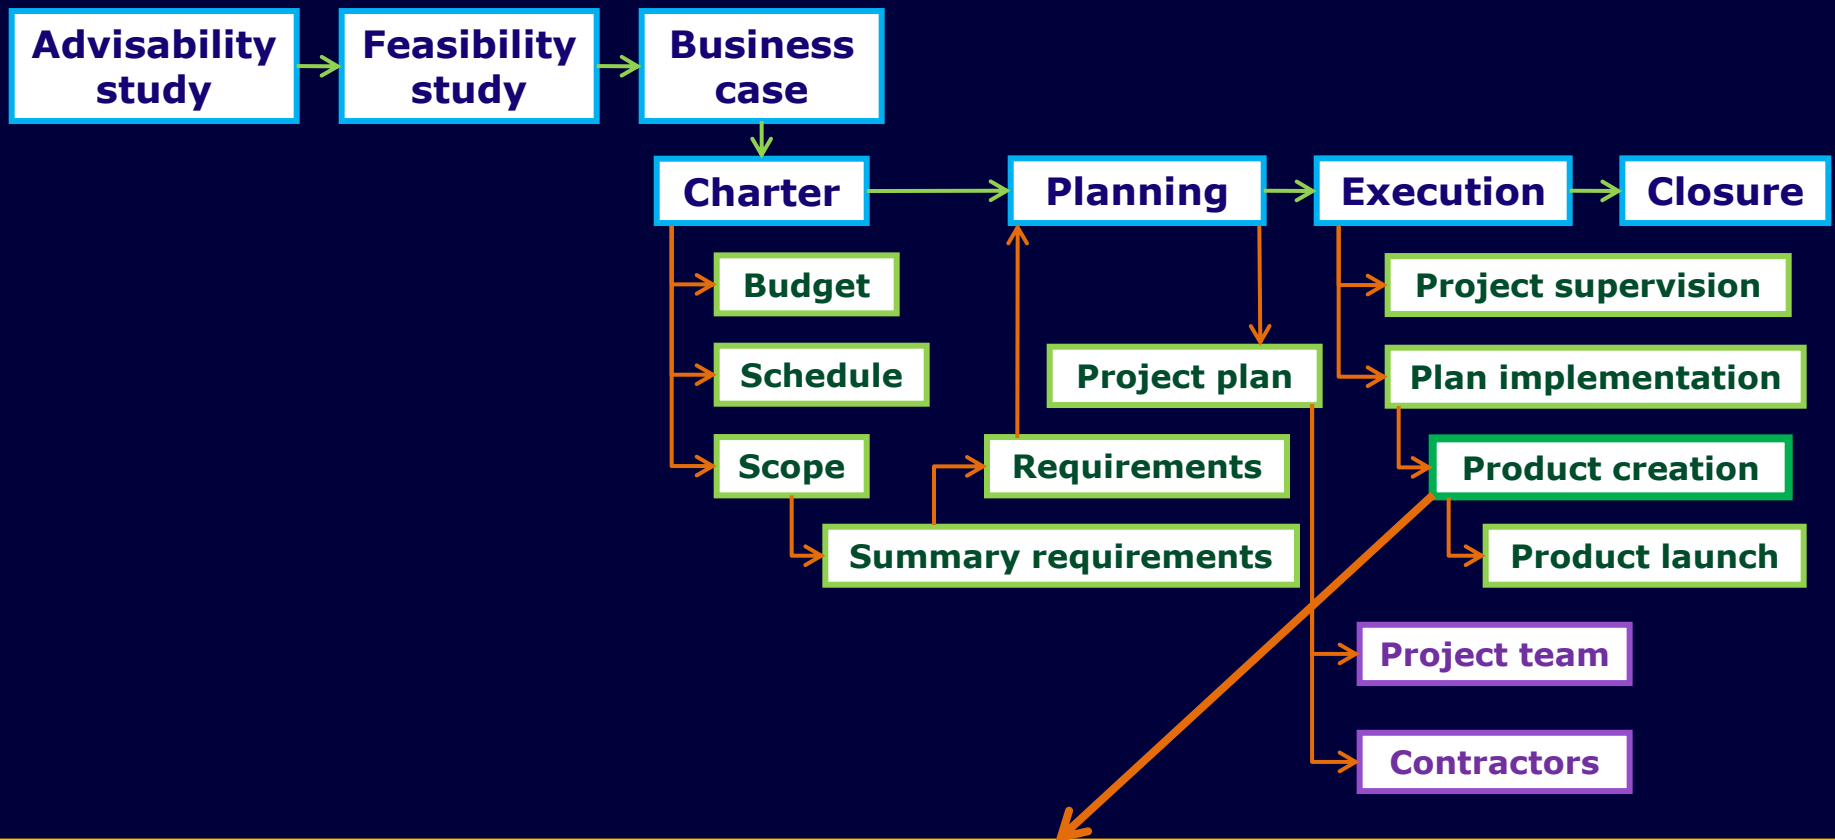 Advisability
study
Feasibility
study
Business
case
Charter
Planning
Execution
Closure
Budget
Schedule
Scope
Summary requirements
Requirements
Project plan
Project supervision
Plan implementation
Product creation
Product launch
Project team
Contractors